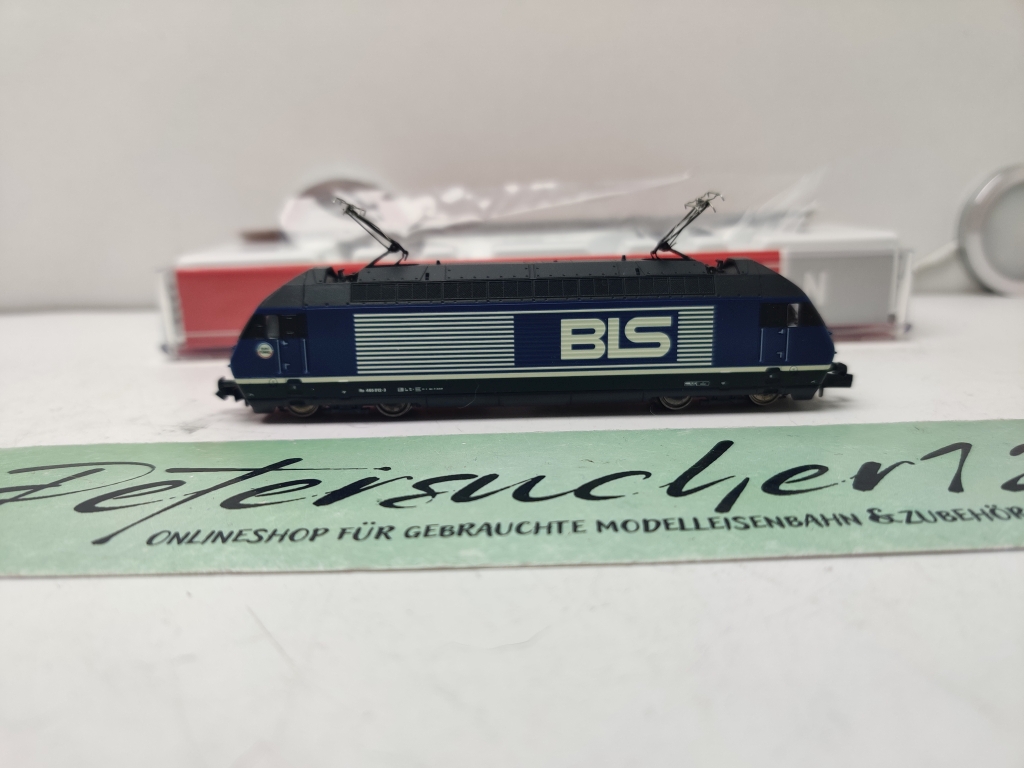 BLS
N
Petersucher12
ONLINESHOP FÜR GEBRAUCHTE MODELLEISENBAHN & ZUBEHÖR